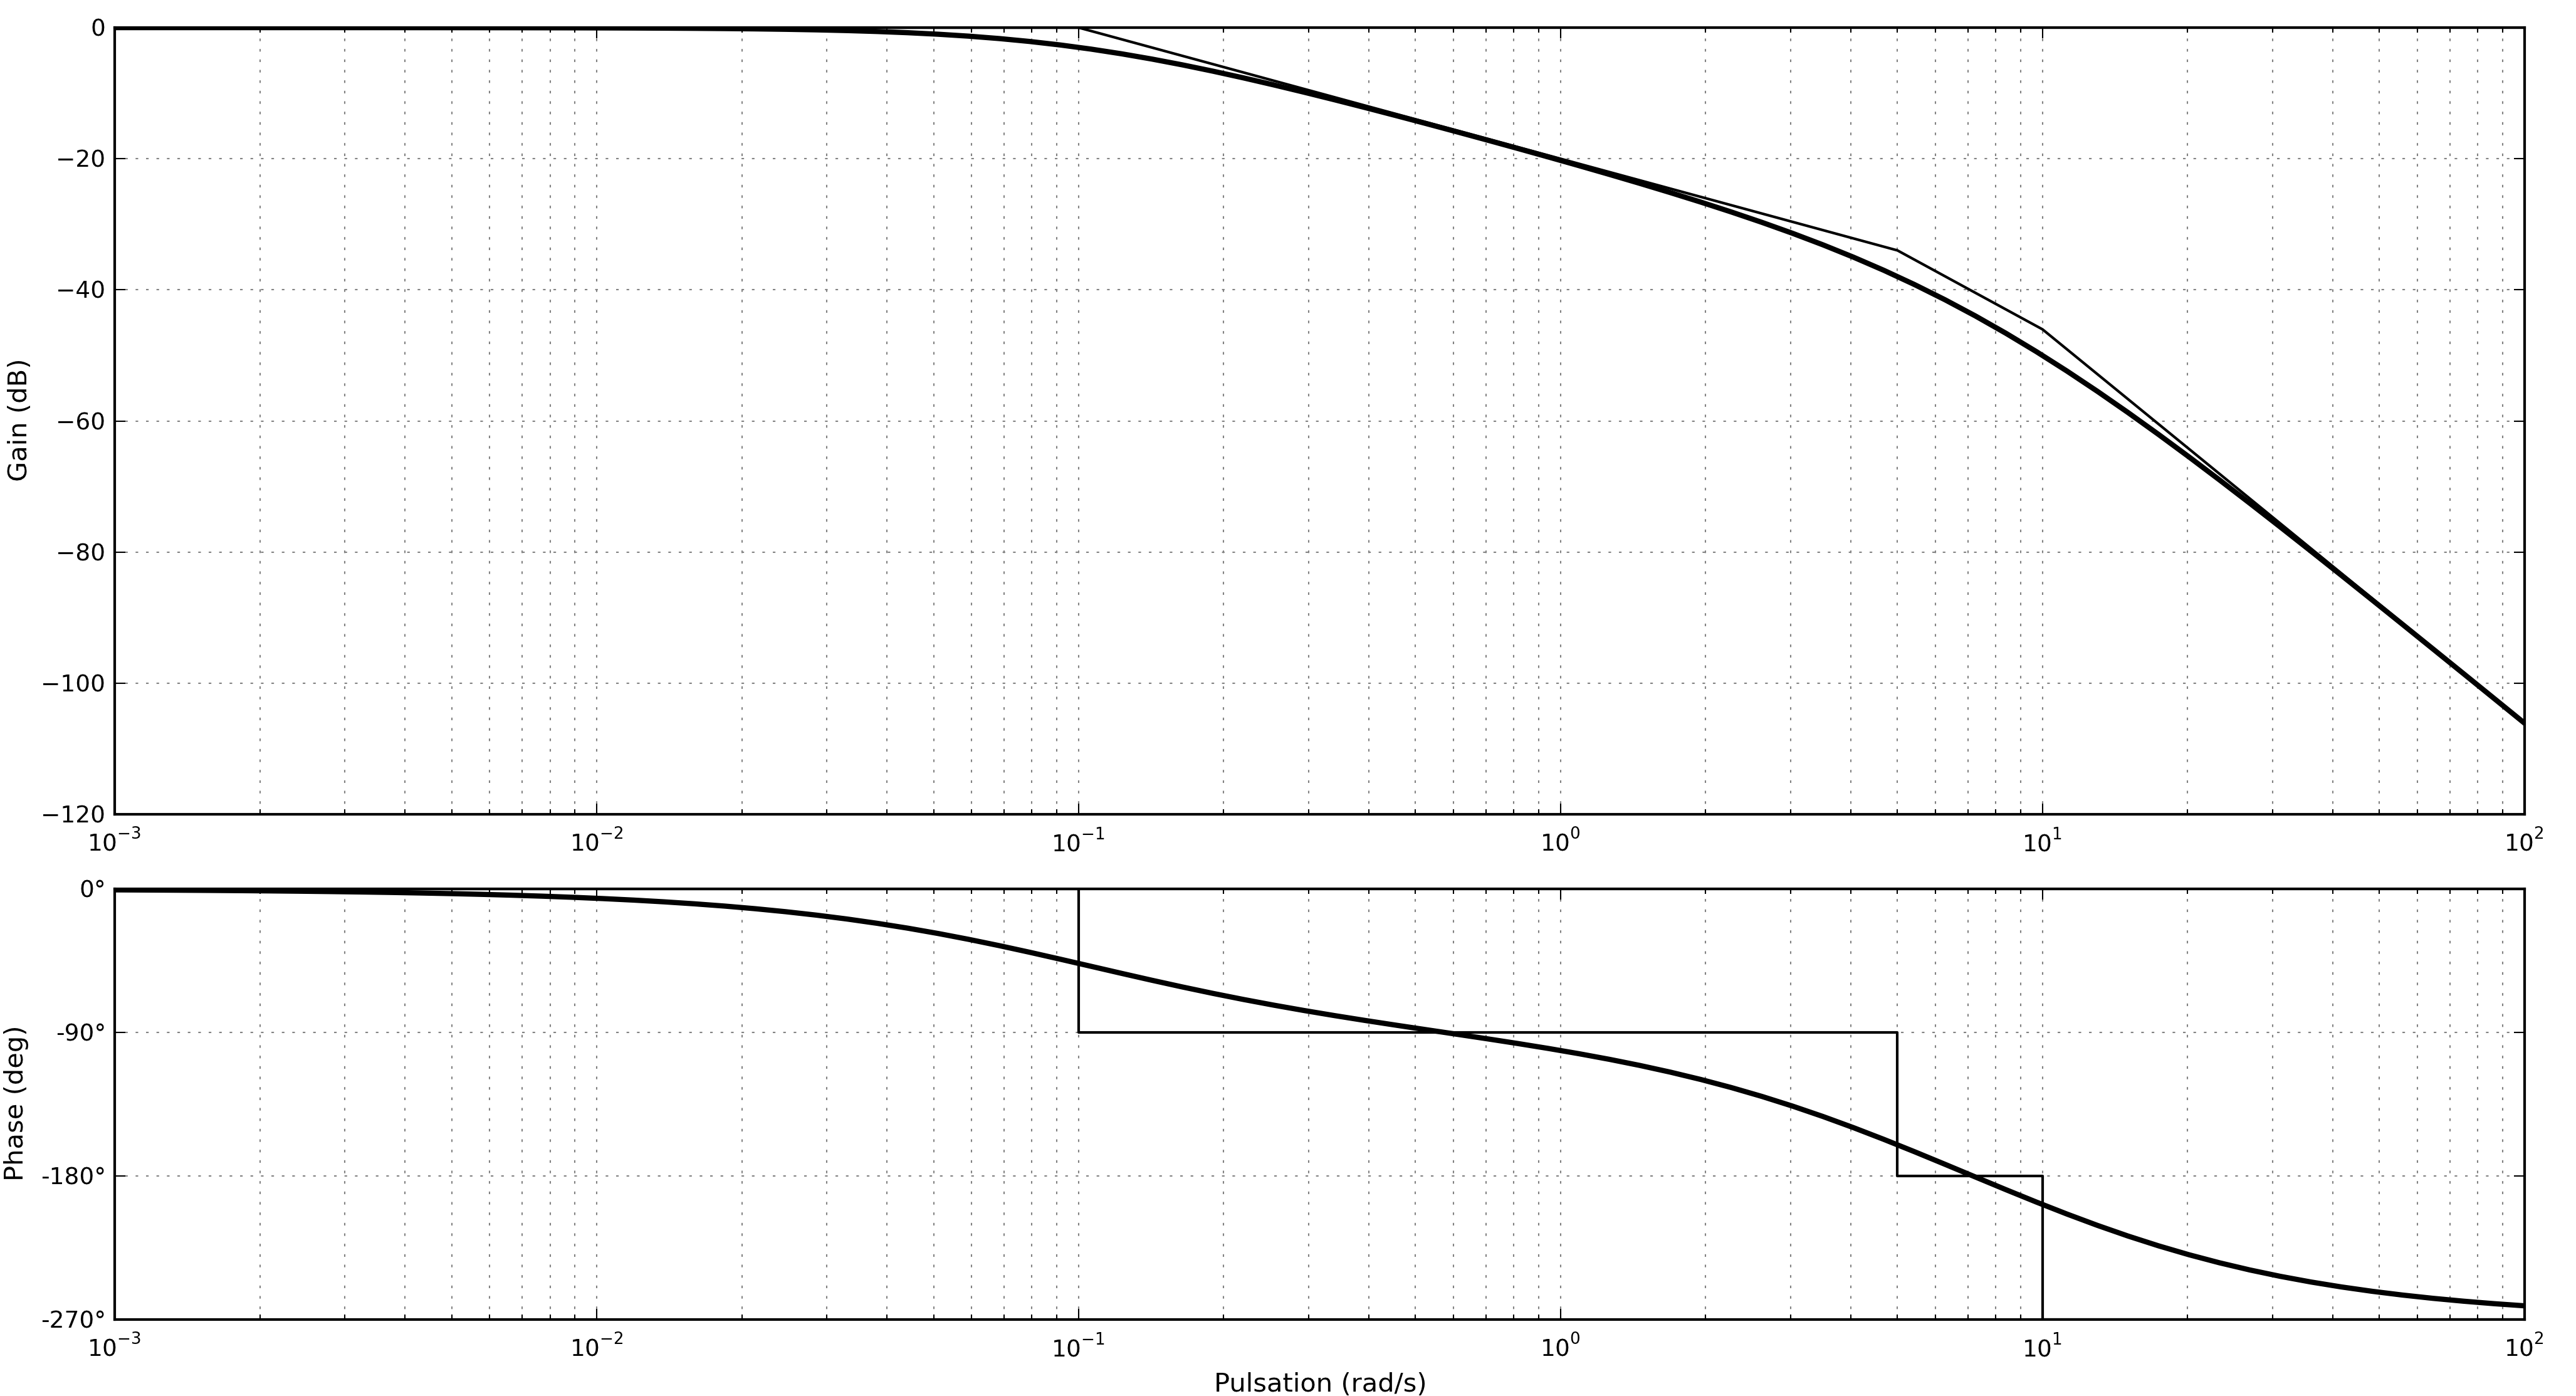 0
−20
−40
−60
−80
−100
−120
Gain (dB)
10⁻³ 10⁻² 10⁻¹ 10⁰ 10¹ 10²
0°
-90°
-180°
-270°
Phase (deg)
10⁻³ 10⁻² 10⁻¹ 10⁰ 10¹ 10²
Pulsation (rad/s)